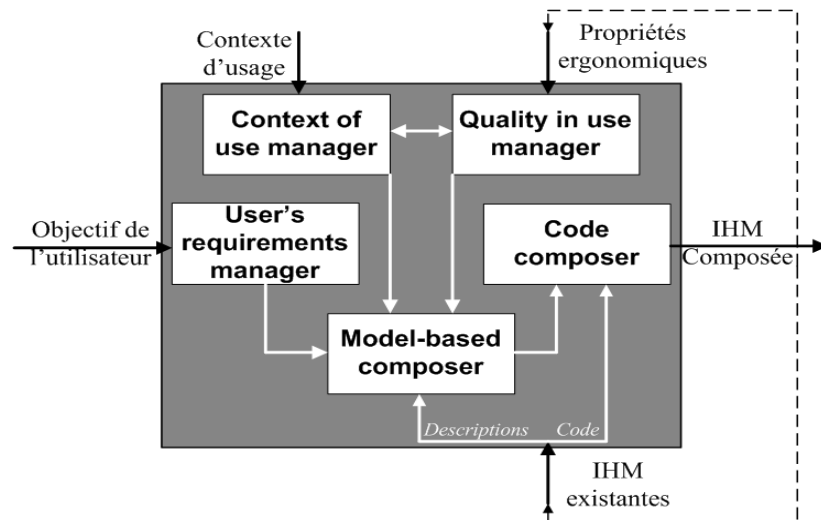 Contexte
d'usage
Propriétés
ergonomiques
Context of
use manager
Quality in use
manager
Objectif de
l'utilisateur
User's
requirements
manager
Code
composer
IHM
Composée
Model-based
composer
Descriptions
Code
IHM
existantes